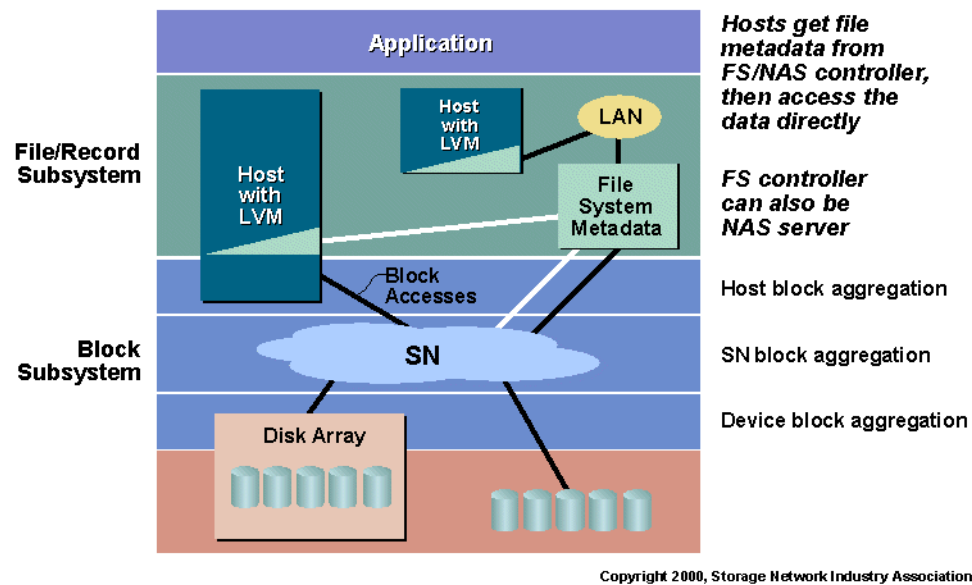 Application
Hosts get file
metadata from
FS/NAS controller,
then access the
data directly
File/Record
Subsystem
Host
with
LVM
Host
with
LVM
LAN
File
System
Metadata
FS controller
can also be
NAS server
Block
Accesses
Host block aggregation
Block
Subsystem
SN
SN block aggregation
Device block aggregation
Disk Array
Copyright 2000, Storage Network Industry Association